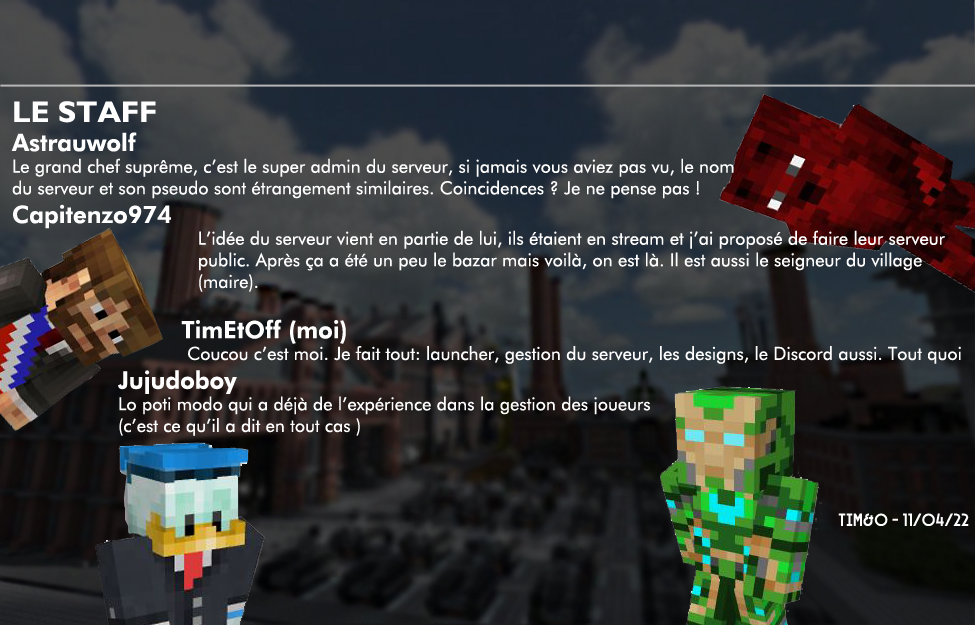 LE STAFF
Astrauwolf
Le grand chef suprême, c'est le super admin du serveur, si jamais vous aviez pas vu, le nom
du serveur et son pseudo sont étrangement similaires. Coincidences ? Je ne pense pas !
Capitenzo974
L'idée du serveur vient en partie de lui, ils étaient en stream et j'ai proposé de faire leur serveur
public. Après ça a été un peu le bazar mais voilà, on est là. Il est aussi le seigneur du village
(maire).
TimEtOff (moi)
Coucou c'est moi. Je fait tout: launcher, gestion du serveur, les designs, le Discord aussi. Tout quoi
Jujudoboy
Lo poti modo qui a déjà de l'expérience dans la gestion des joueurs
(c'est ce qu'il a dit en tout cas )
TIM&O - 11/04/22